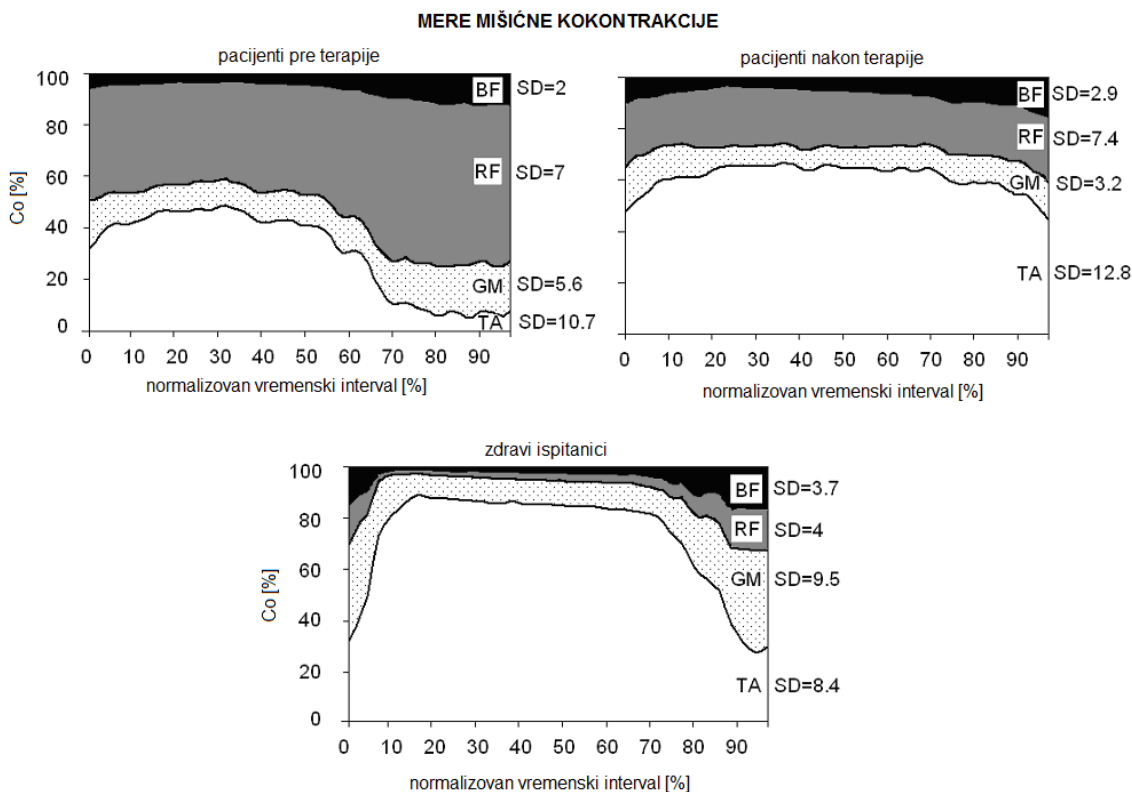 MERE MIŠIĆNE KOKONTRAKCIJE
pacijenti pre terapije
100
80
60
40
20
0
Co [%]
BF SD=2
RF SD=7
GM SD=5.6
TA SD=10.7
0 10 20 30 40 50 60 70 80 90
normalizovan vremenski interval [%]
pacijenti nakon terapije
BF SD=2.9
RF SD=7.4
GM SD=3.2
TA SD=12.8
0 10 20 30 40 50 60 70 80 90
normalizovan vremenski interval [%]
zdravi ispitanici
100
80
60
40
20
0
Co [%]
BF SD=3.7
RF SD=4
GM SD=9.5
TA SD=8.4
0 10 20 30 40 50 60 70 80 90
normalizovan vremenski interval [%]